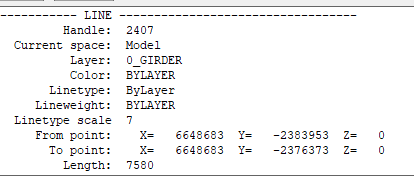 ----------- LINE ----------------------------------
Handle: 2407
Current space: Model
Layer: 0_GIRDER
Color: BYLAYER
Linetype: ByLayer
Lineweight: BYLAYER
Linetype scale 7
From point: X= 6648683 Y= -2383953 Z= 0
To point: X= 6648683 Y= -2376373 Z= 0
Length: 7580